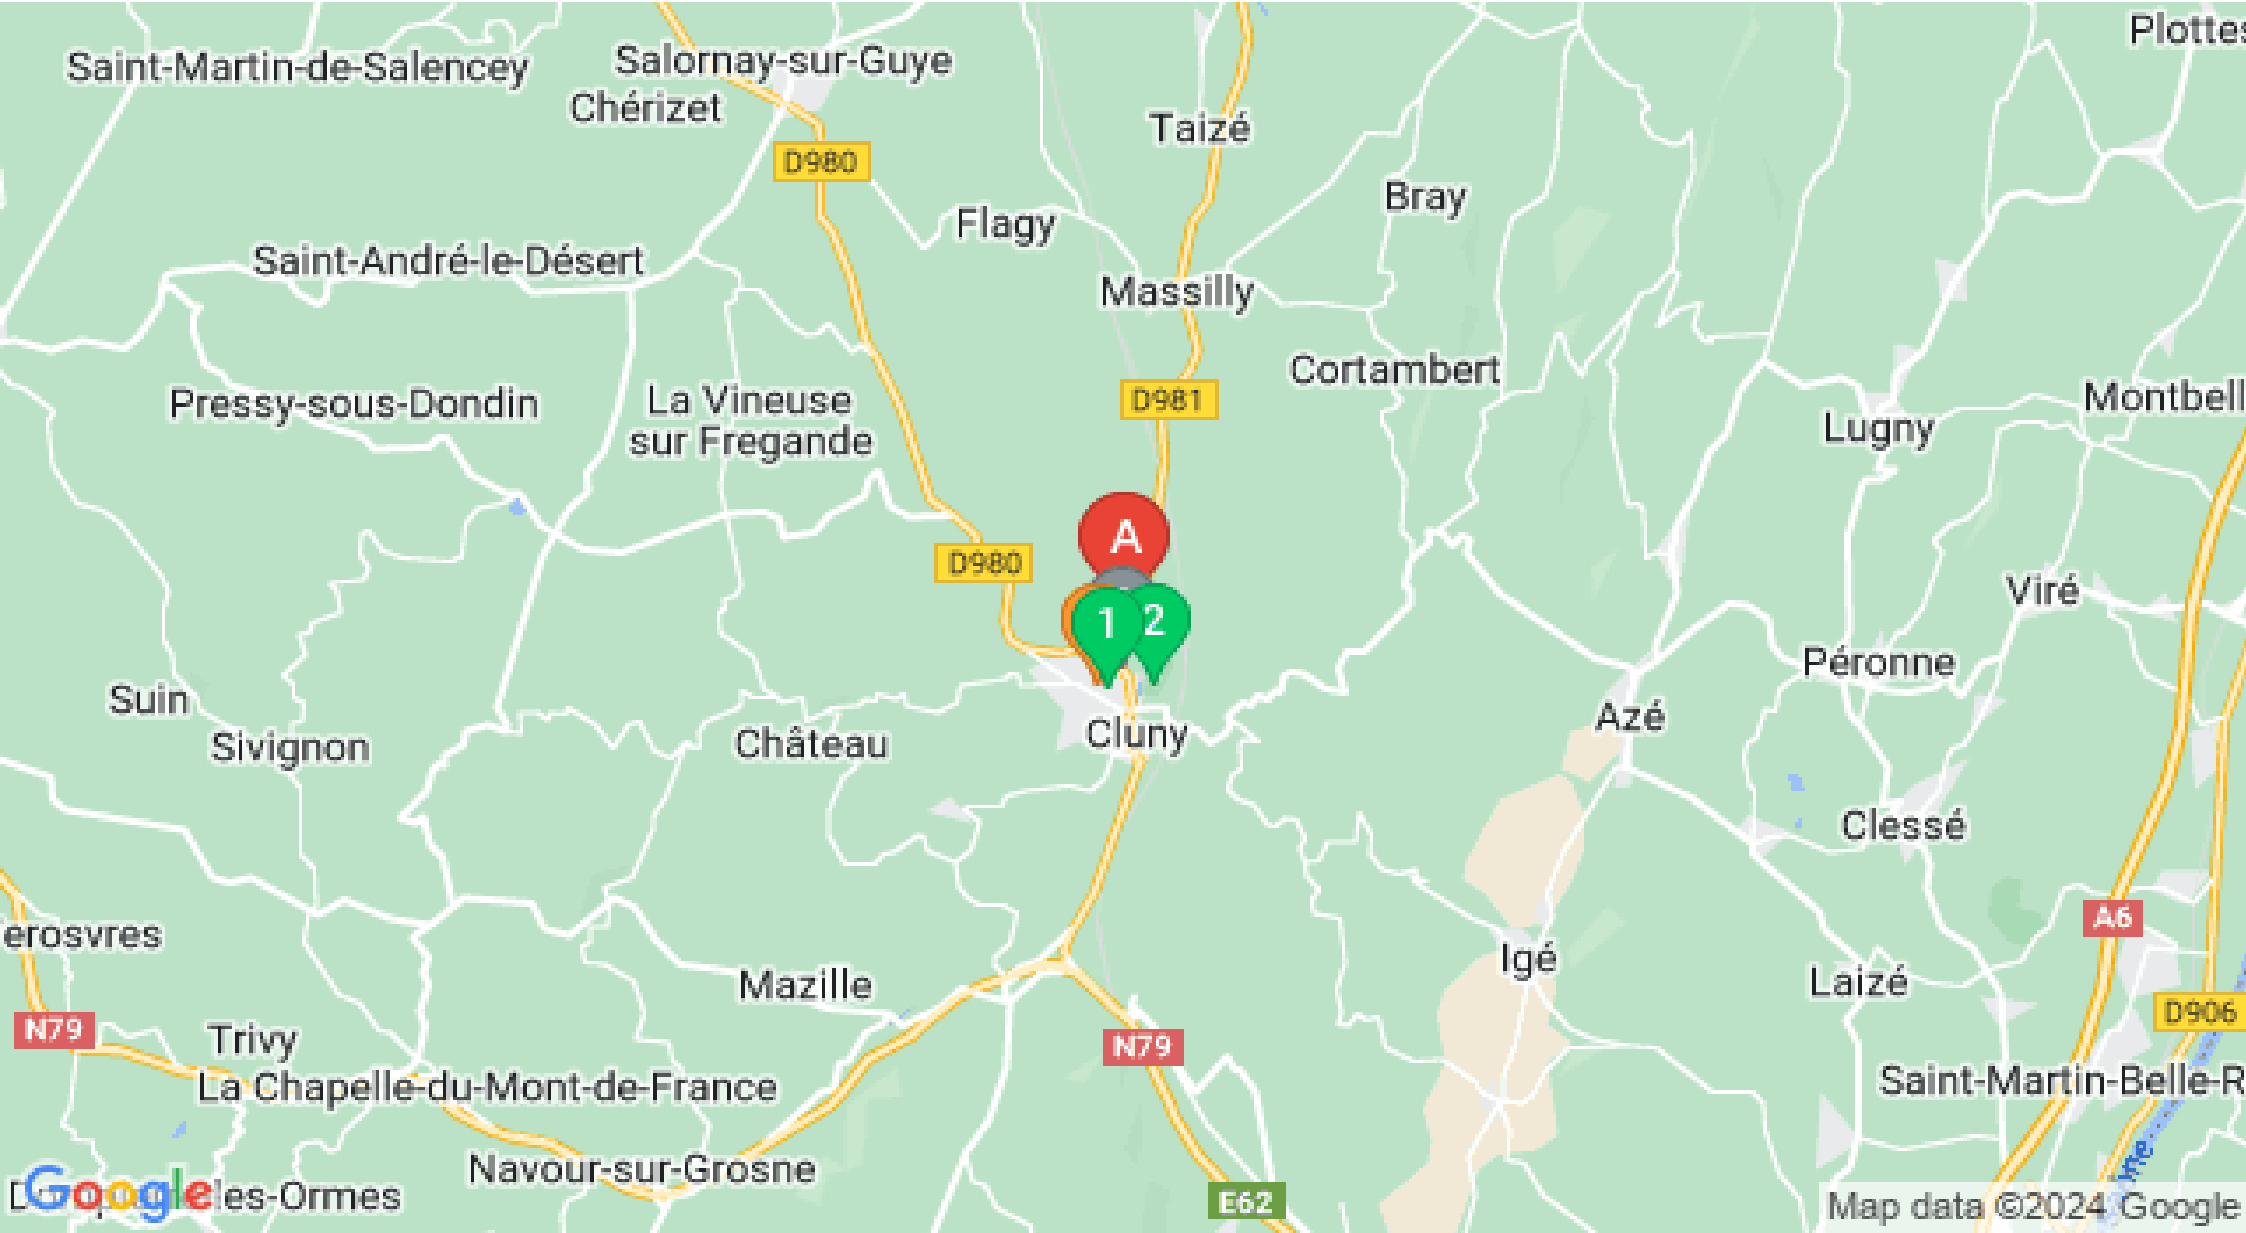 Plottes
Saint-Martin-de-Salencey
Salornay-sur-Guye
Chérizet
Taizé
D980
Bray
Flagy
Saint-André-le-Désert
Massilly
Cortambert
D981
Pressy-sous-Dondin
La Vineuse
sur Fregande
Montbell
Lugny
A
D980
Viré
1
2
Péronne
Suin
Azé
Cluny
Sivignon
Château
Clessé
erosvres
A6
Igé
Mazille
Laizé
D906
N79
Trivy
N79
La Chapelle-du-Mont-de-France
Saint-Martin-Belle-R
Navour-sur-Grosne
ne
les-Ormes
Google
E62
Map data ©2024 Google